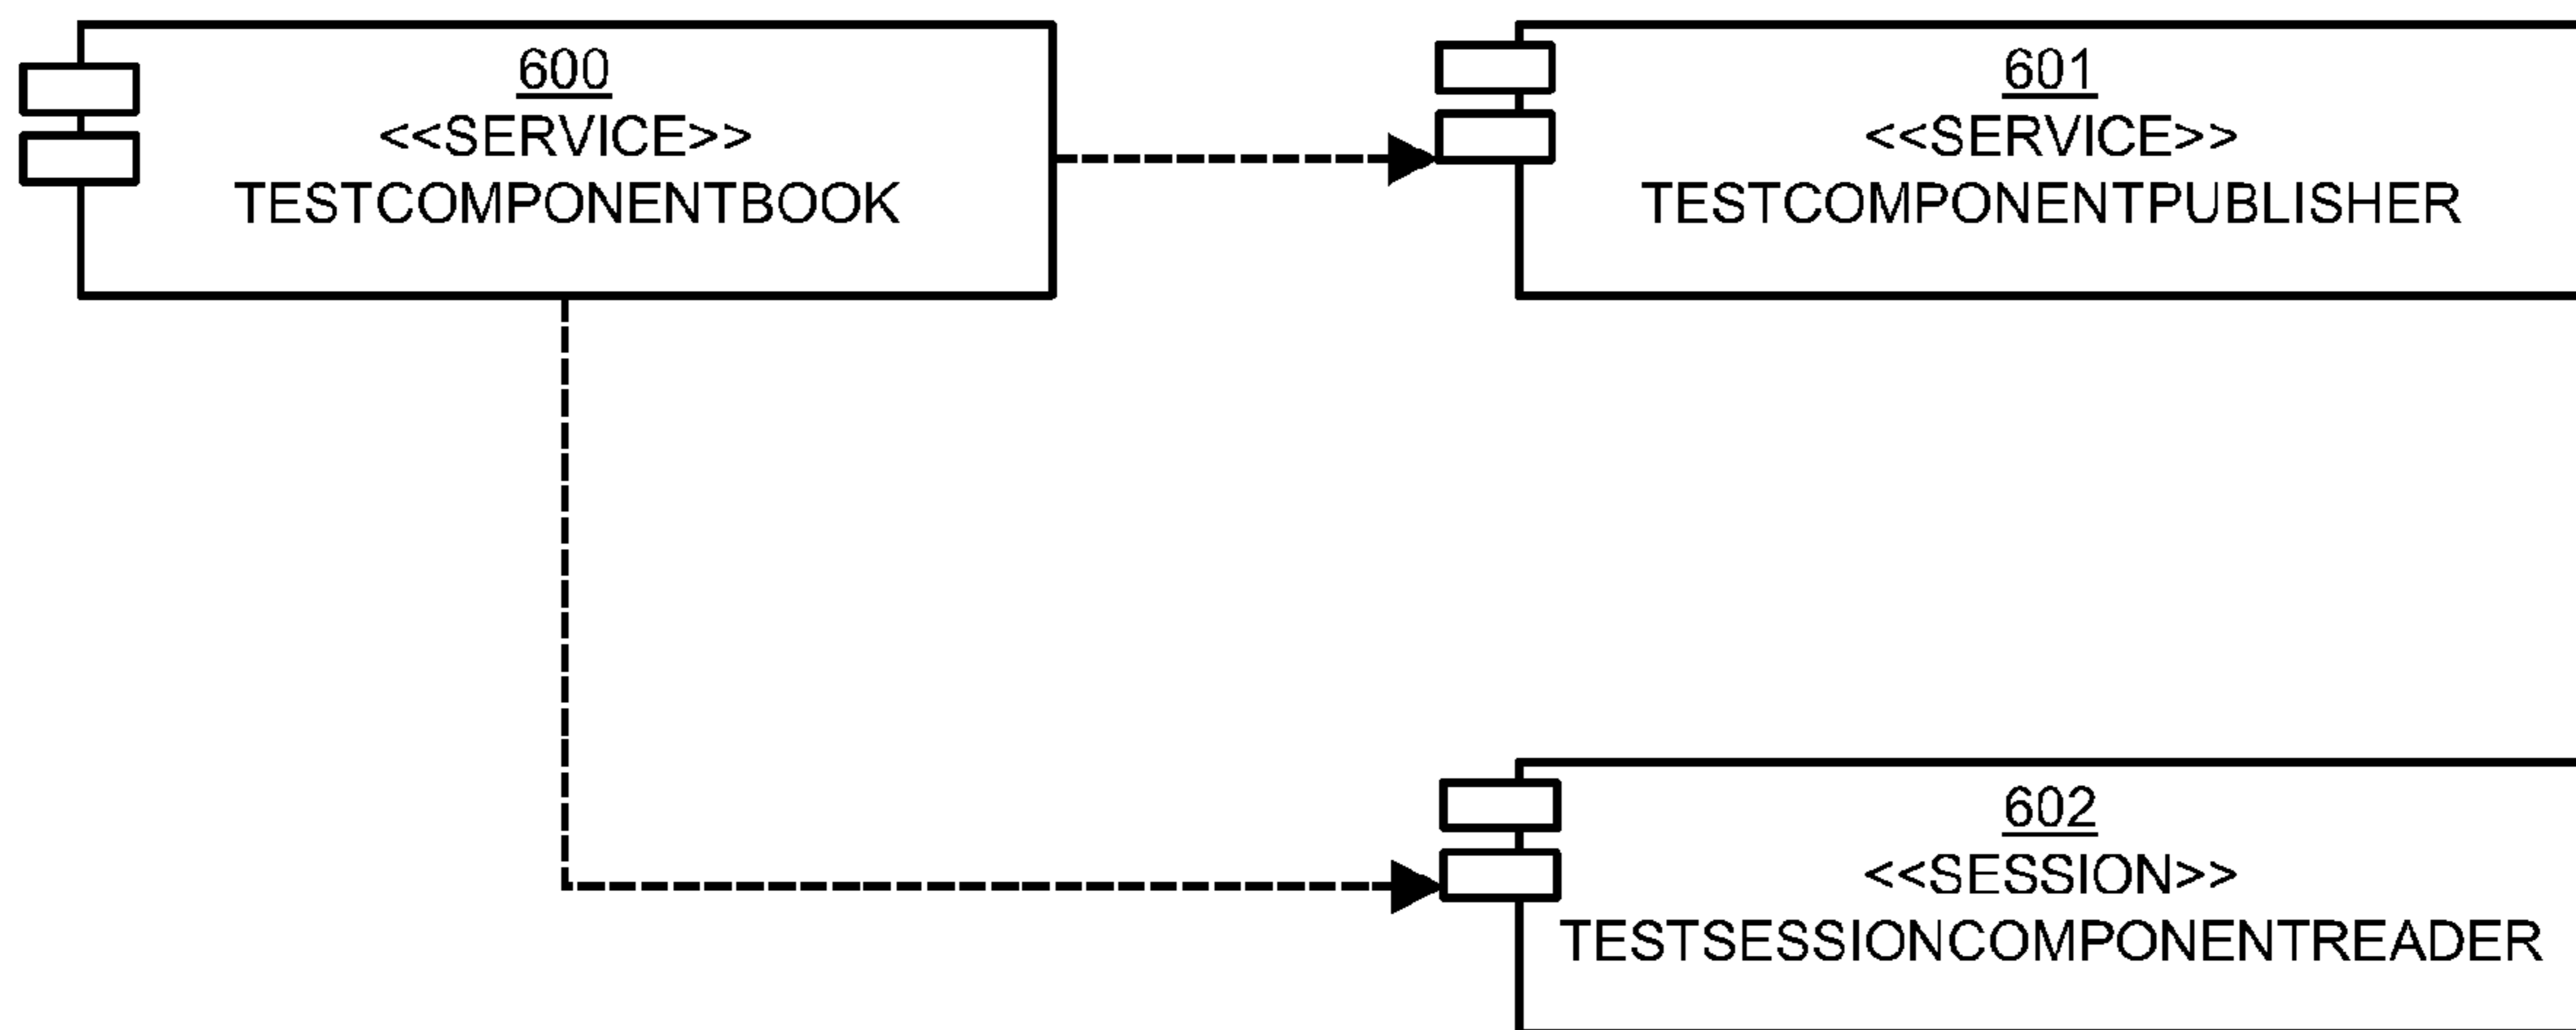 600
<<SERVICE>>
TESTCOMPONENTBOOK
601
<<SERVICE>>
TESTCOMPONENTPUBLISHER
602
<<SESSION>>
TESTSESSIONCOMPONENTREADER